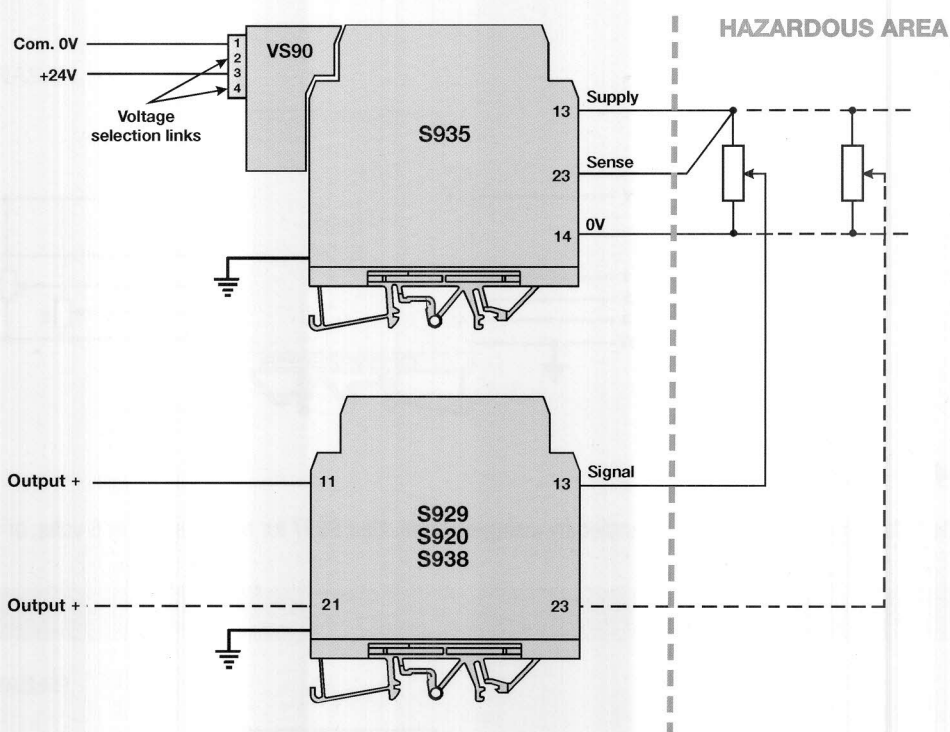 HAZARDOUS AREA
Com. 0V
1
VS90
2
+24V
3
4
Voltage
selection links
S935
13
Supply
23
Sense
14
0V
Output +
11
13
Signal
S929
S920
S938
Output +
21
23